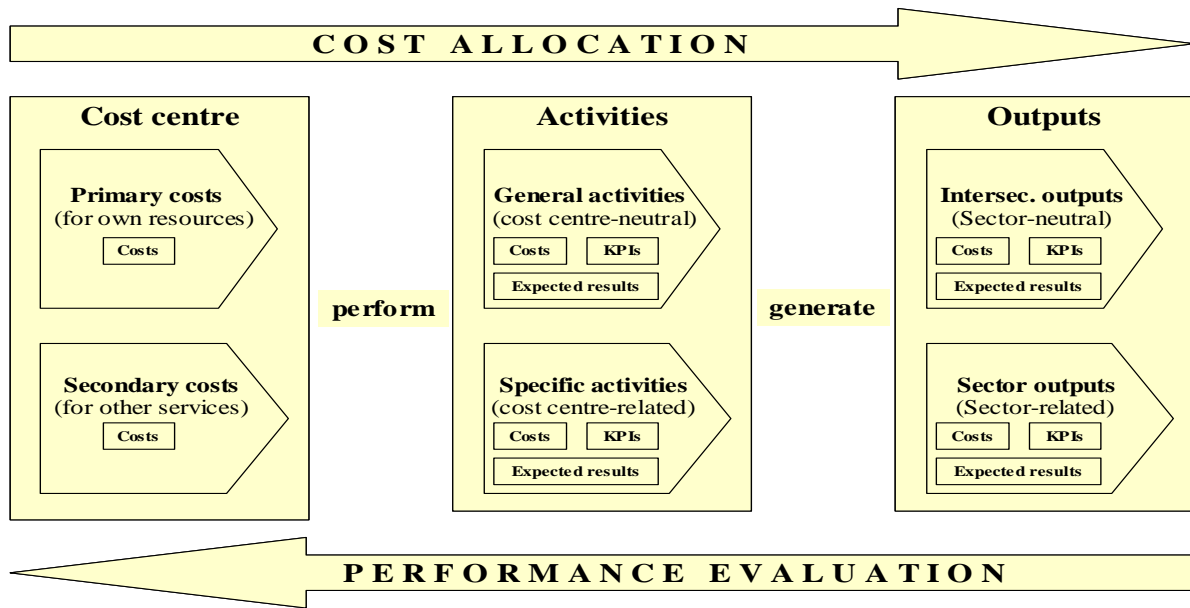 COST ALLOCATION
Cost centre
Primary costs
(for own resources)
Costs
Secondary costs
(for other services)
Costs
perform
Activities
General activities
(cost centre-neutral)
Costs KPIs
Expected results
Specific activities
(cost centre-related)
Costs KPIs
Expected results
generate
Outputs
Intersec. outputs
(Sector-neutral)
Costs KPIs
Expected results
Sector outputs
(Sector-related)
Costs KPIs
Expected results
PERFORMANCE EVALUATION